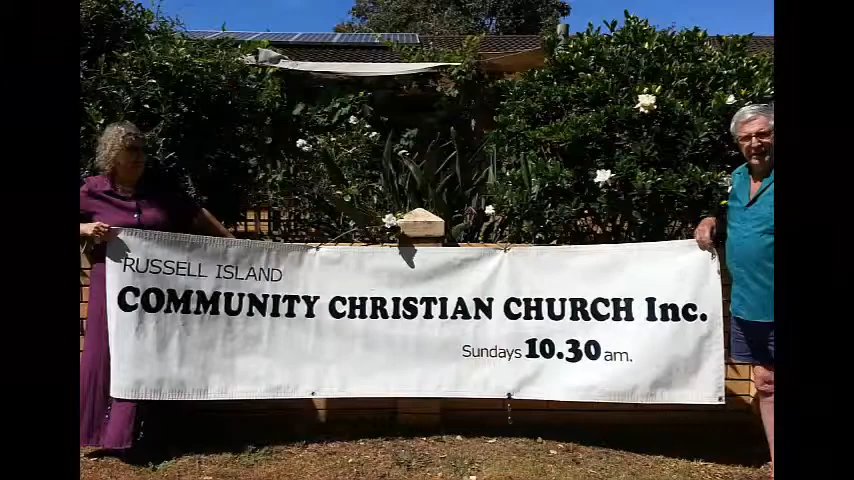 RUSSELL ISLAND
COMMUNITY CHRISTIAN CHURCH Inc.
Sundays 10.30 am.